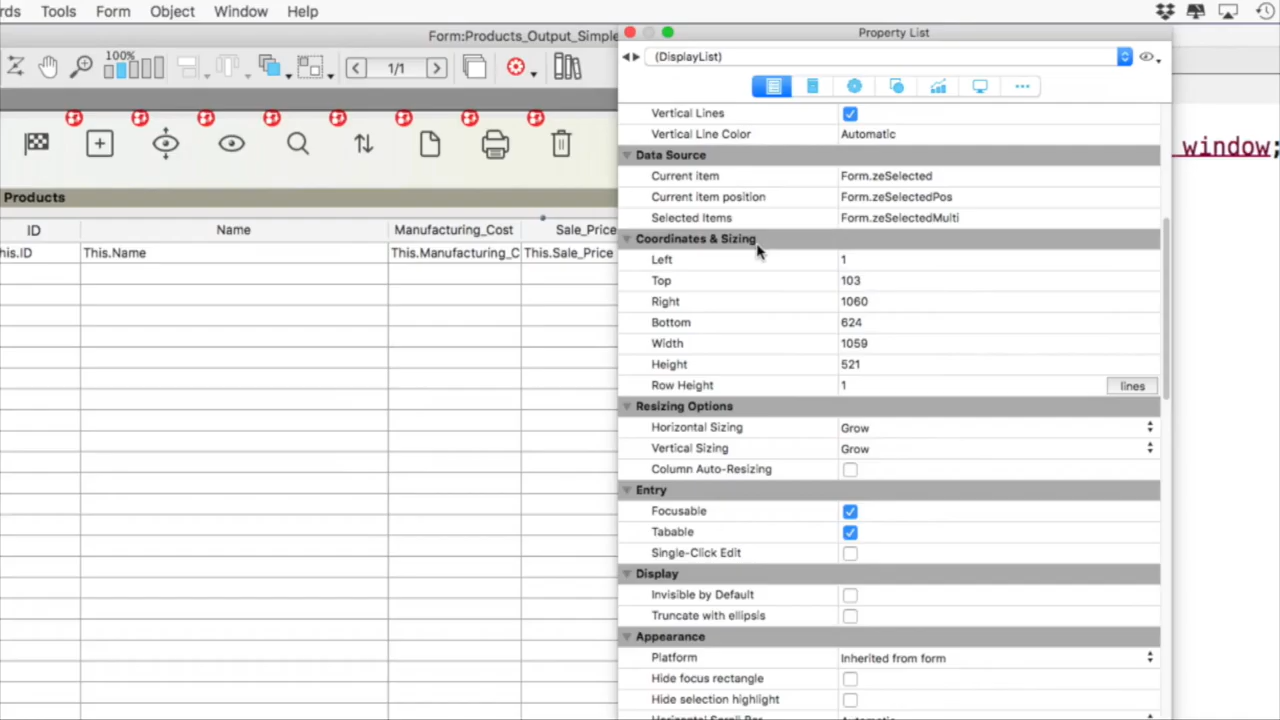 rds Tools Form Object Window Help
Form:Products_Output_Simple
Property List
100%
1/1
(DisplayList)
Vertical Lines
Vertical Line Color Automatic
window;
Data Source
Current item Form.zeSelected
Products
Current item position Form.zeSelectedPos
Selected Items Form.zeSelectedMulti
ID Name Manufacturing_Cost Sale_Price
Coordinates & Sizing
his.ID This.Name This.Manufacturing_C This.Sale_Price
Left 1
Top 103
Right 1060
Bottom 624
Width 1059
Height 521
Row Height 1 lines
Resizing Options
Horizontal Sizing Grow
Vertical Sizing Grow
Column Auto-Resizing
Entry
Focusable
Tabable
Single-Click Edit
Display
Invisible by Default
Truncate with ellipsis
Appearance
Platform Inherited from form
Hide focus rectangle
Hide selection highlight
Horizontal Scroll Bar Automatic